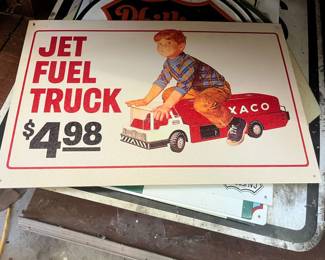 JET
FUEL
TRUCK
$4.98
XACO